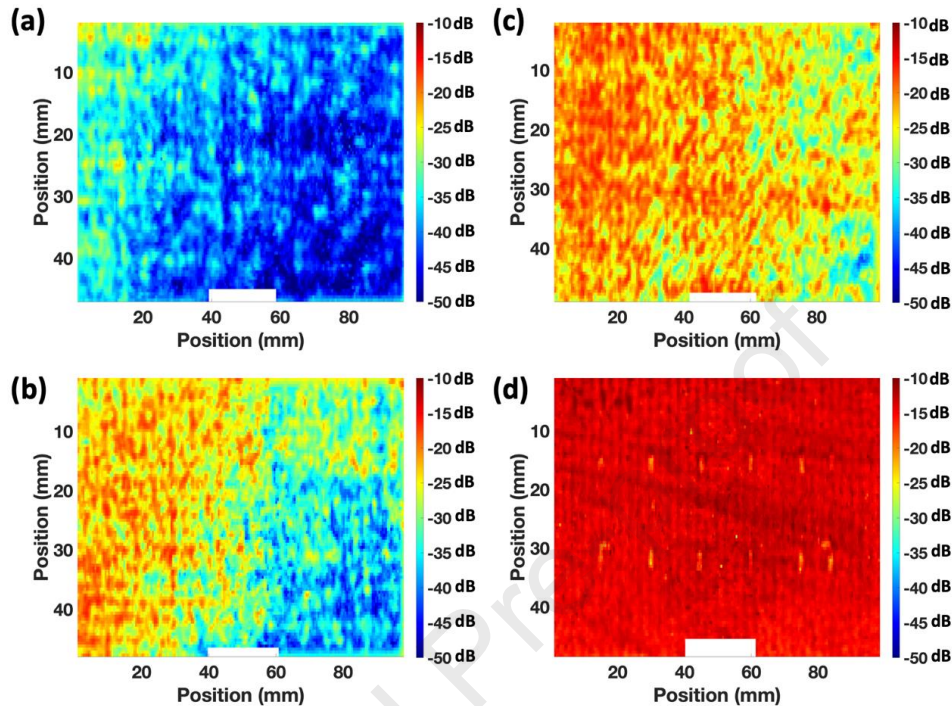 (a)
-10 dB
-15 dB
-20 dB
-25 dB
-30 dB
-35 dB
-40 dB
-45 dB
-50 dB
Position (mm)
10
20
30
40
20 40 60 80
Position (mm)
(c)
-10 dB
-15 dB
-20 dB
-25 dB
-30 dB
-35 dB
-40 dB
-45 dB
-50 dB
Position (mm)
10
20
30
40
20 40 60 80
Position (mm)
(b)
-10 dB
-15 dB
-20 dB
-25 dB
-30 dB
-35 dB
-40 dB
-45 dB
-50 dB
Position (mm)
10
20
30
40
20 40 60 80
Position (mm)
(d)
-10 dB
-15 dB
-20 dB
-25 dB
-30 dB
-35 dB
-40 dB
-45 dB
-50 dB
Position (mm)
10
20
30
40
20 40 60 80
Position (mm)